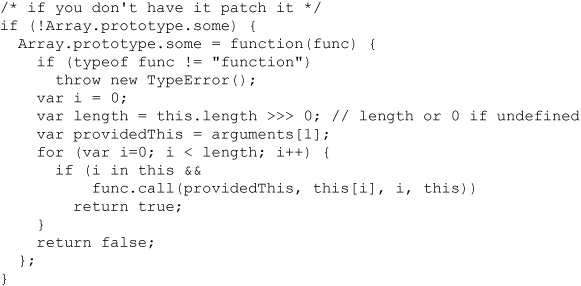 /* if you don't have it patch it */
if (!Array.prototype.some) {
  Array.prototype.some = function(func) {
    if (typeof func != "function")
      throw new TypeError();
    var i = 0;
    var length = this.length >>> 0; // length or 0 if undefined
    var providedThis = arguments[1];
    for (var i=0; i < length; i++) {
      if (i in this &&
          func.call(providedThis, this[i], i, this))
        return true;
    }
    return false;
  };
}